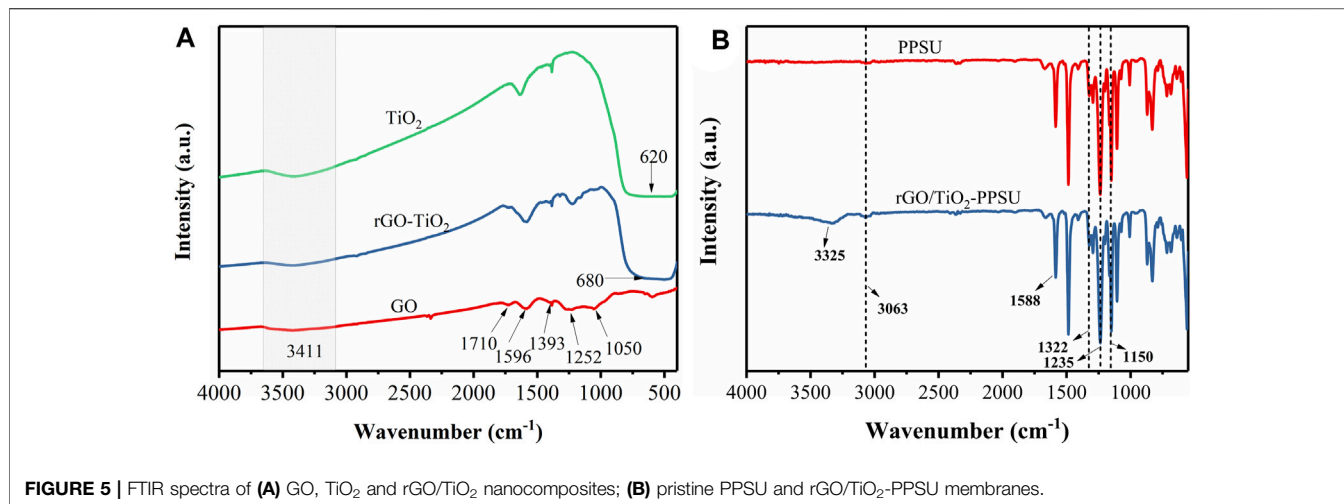 A
TiO₂
620
rGO-TiO₂
680
GO
1710
1596
1393
1252
1050
3411
Intensity (a.u.)
4000 3500 3000 2500 2000 1500 1000 500
Wavenumber (cm⁻¹)
B
PPSU
rGO/TiO₂-PPSU
3325
3063
1588
1322
1235
1150
Intensity (a.u.)
4000 3500 3000 2500 2000 1500 1000
Wavenumber (cm⁻¹)
FIGURE 5 | FTIR spectra of (A) GO, TiO₂ and rGO/TiO₂ nanocomposites; (B) pristine PPSU and rGO/TiO₂-PPSU membranes.